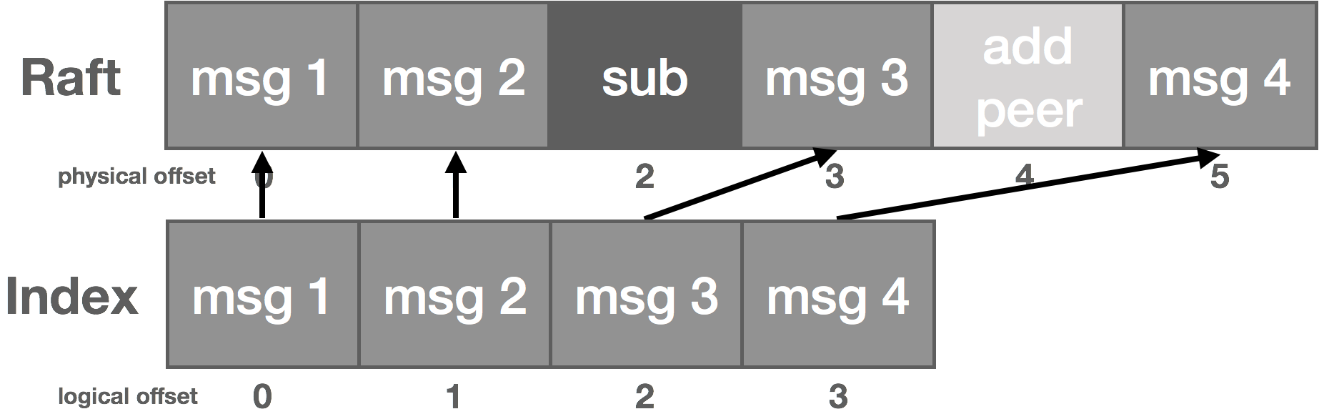 Raft
msg 1
msg 2
sub
msg 3
add
peer
msg 4
physical offset
0
2
3
4
5
Index
msg 1
msg 2
msg 3
msg 4
logical offset
0
1
2
3